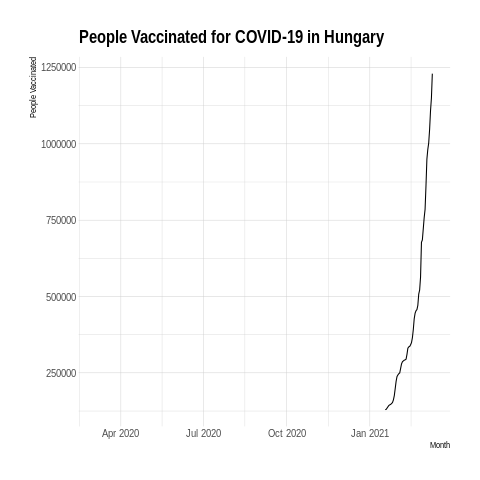 People Vaccinated for COVID-19 in Hungary
People Vaccinated
1250000
1000000
750000
500000
250000
Apr 2020
Jul 2020
Oct 2020
Jan 2021
Month